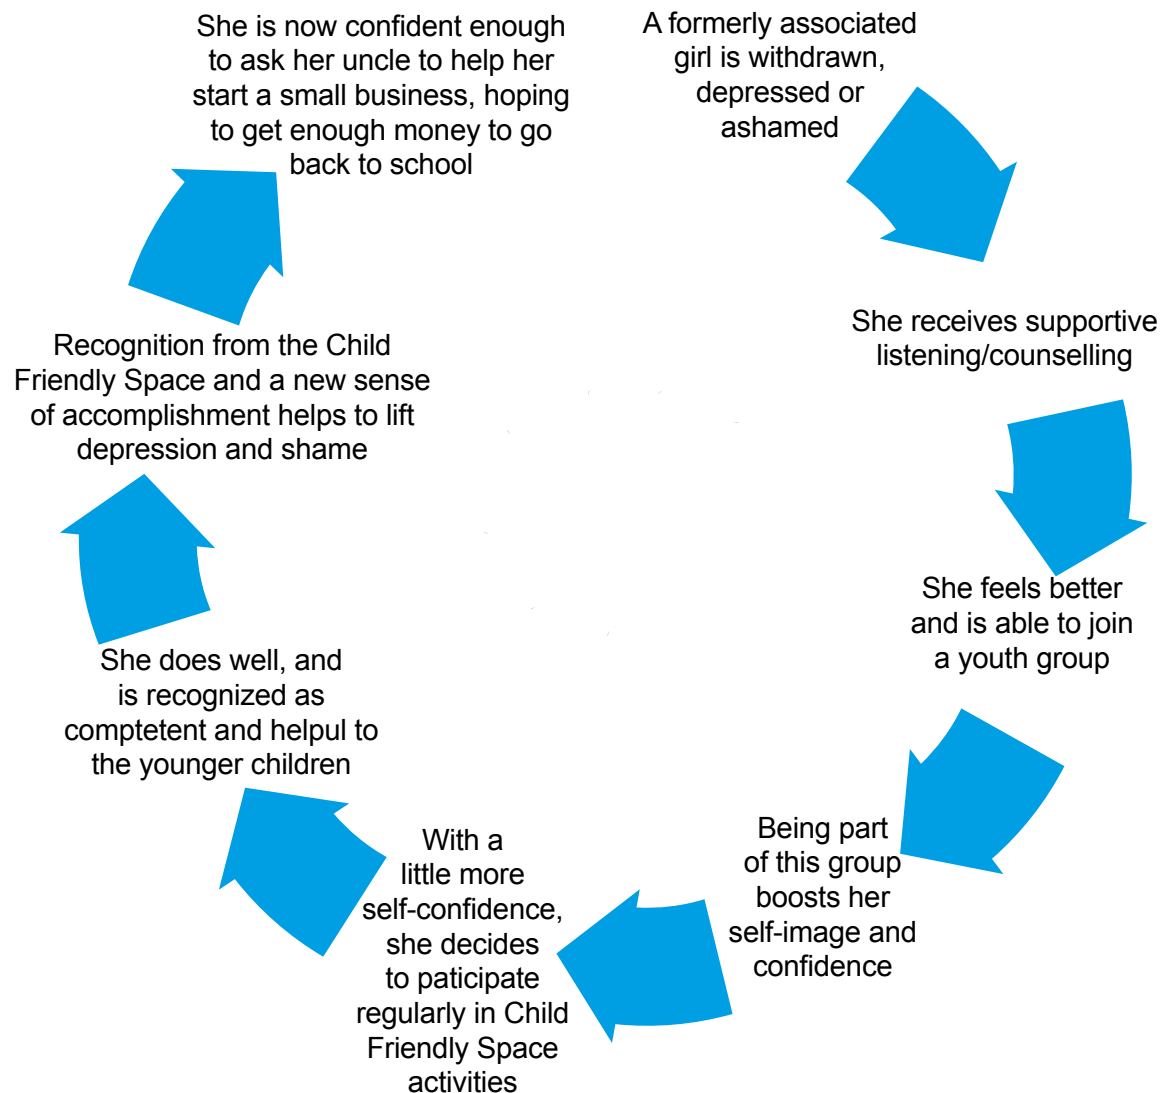 A formerly associated
girl is withdrawn,
depressed or
ashamed
She receives supportive
listening/counselling
She feels better
and is able to join
a youth group
Being part
of this group
boosts her
self-image and
confidence
With a
little more
self-confidence,
she decides
to paticipate
regularly in Child
Friendly Space
activities
She does well, and
is recognized as
comptetent and helpul to
the younger children
Recognition from the Child
Friendly Space and a new sense
of accomplishment helps to lift
depression and shame
She is now confident enough
to ask her uncle to help her
start a small business, hoping
to get enough money to go
back to school